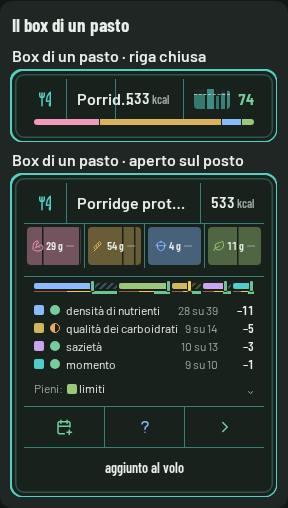 Il box di un pasto
Box di un pasto · riga chiusa
Porrid… 533 kcal 74
Box di un pasto · aperto sul posto
Porridge prot… 533 kcal
29 g — 54 g — 4 g — 11 g —
densità di nutrienti 28 su 39 −11
qualità dei carboidrati 9 su 14 −5
sazietà 10 su 13 −3
momento 9 su 10 −1
Pieni: limiti
?
aggiunto al volo